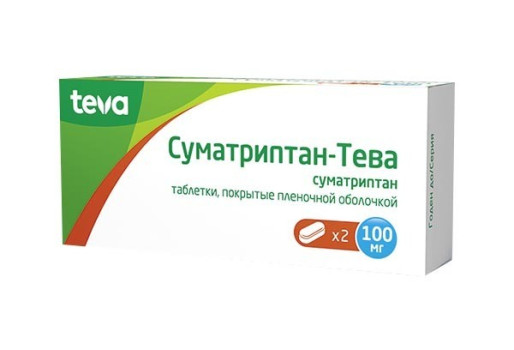 teva
Суматриптан-Тева
суматриптан
таблетки, покрытые пленочной оболочкой
x2
100
мг
Годен до/Серия